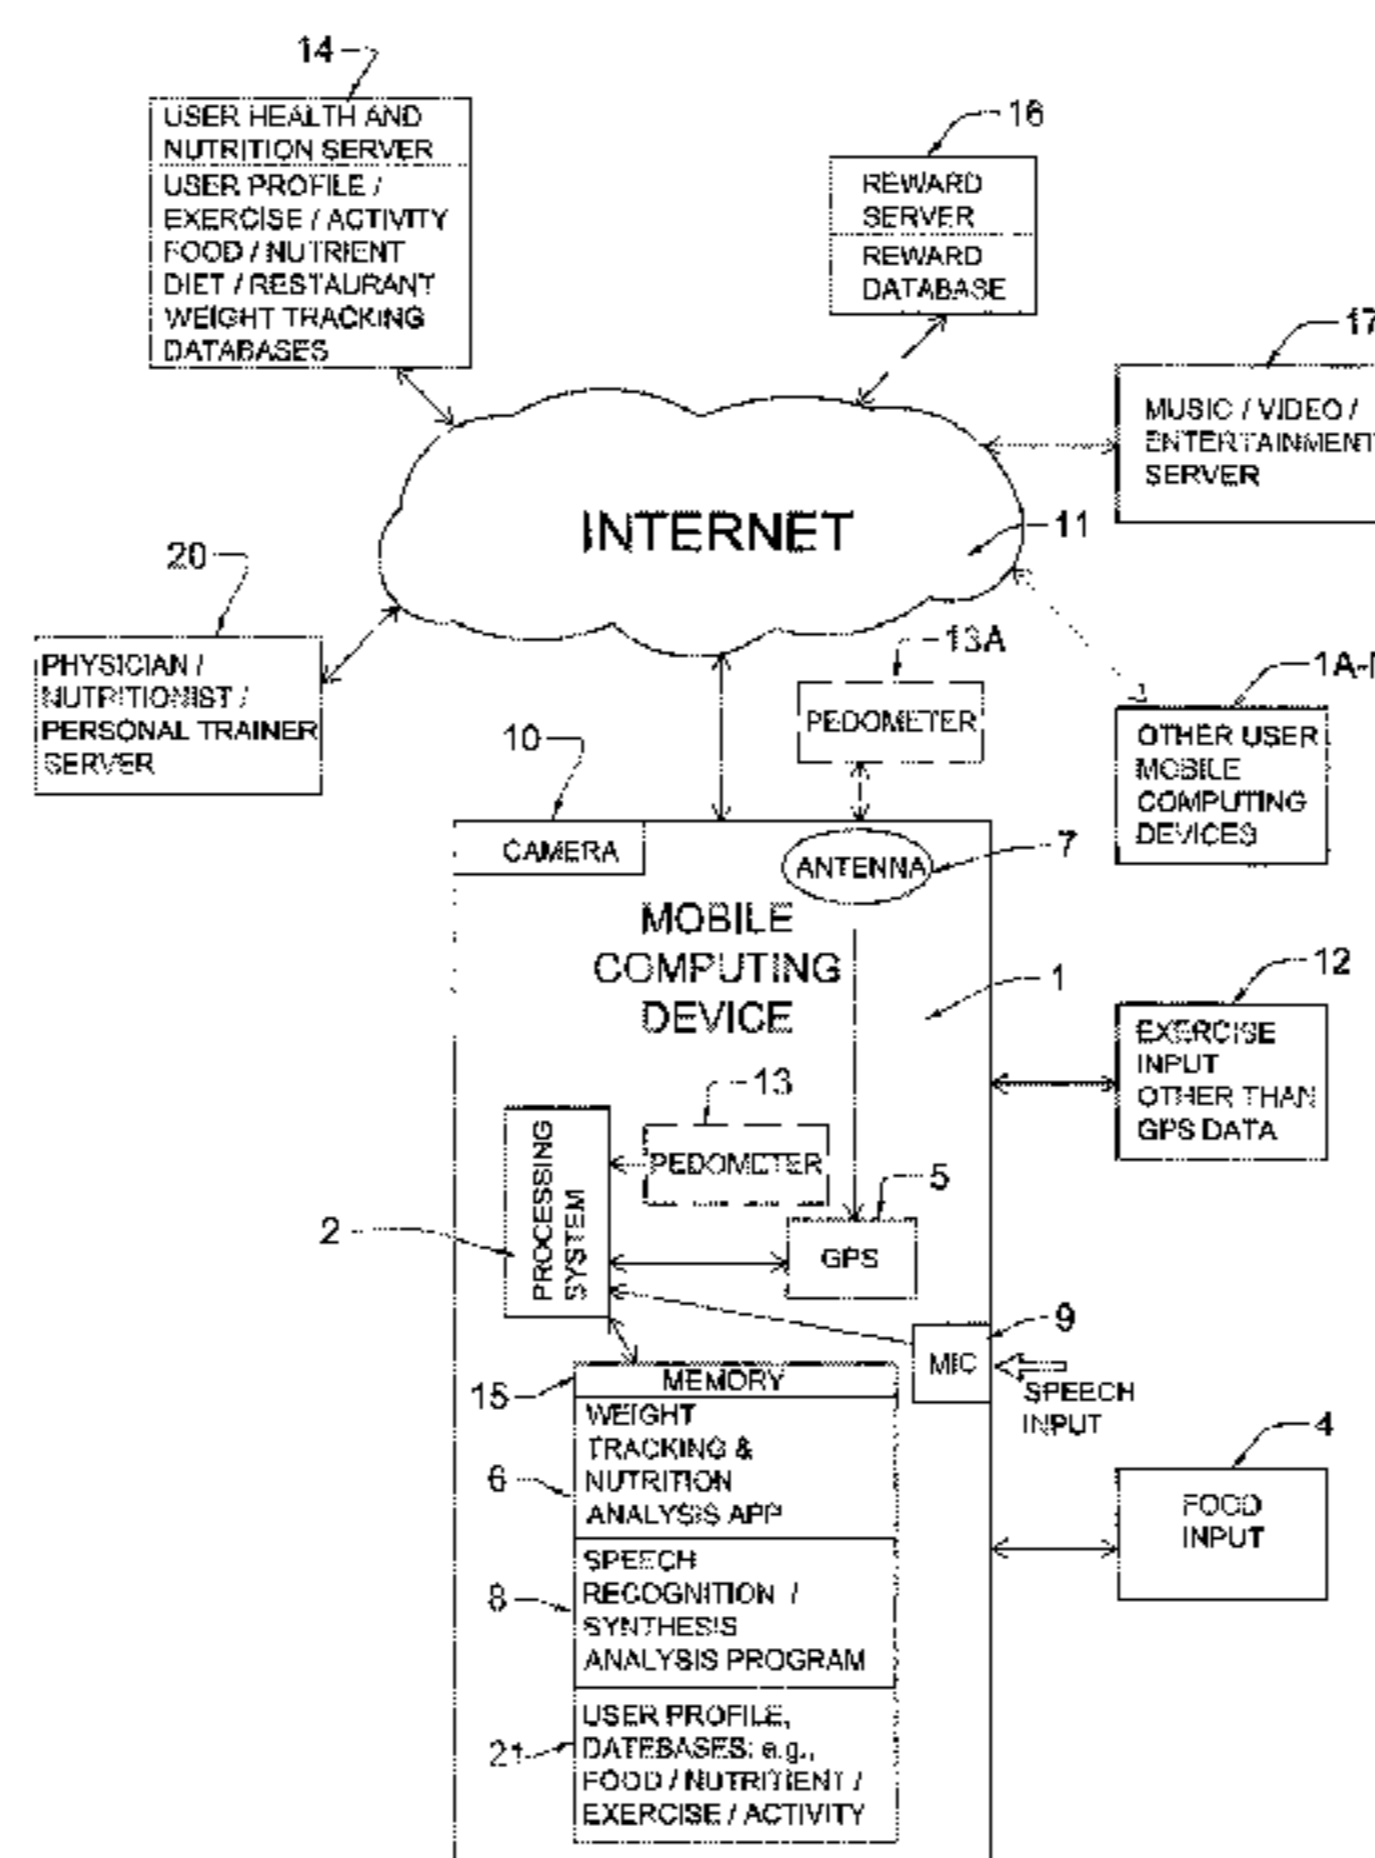 14
USER HEALTH AND
NUTRITION SERVER
USER PROFILE /
EXERCISE / ACTIVITY
FOOD / NUTRIENT
DIET / RESTAURANT
WEIGHT TRACKING
DATABASES
16
REWARD
SERVER
REWARD
DATABASE
17
MUSIC / VIDEO /
ENTERTAINMENT
SERVER
INTERNET
11
20
PHYSICIAN /
NUTRITIONIST /
PERSONAL TRAINER
SERVER
13A
PEDOMETER
1A-
OTHER USER
MOBILE
COMPUTING
DEVICES
10
CAMERA
ANTENNA
7
MOBILE
COMPUTING
DEVICE
1
12
EXERCISE
INPUT
OTHER THAN
GPS DATA
13
PEDOMETER
2
PROCESSING
SYSTEM
5
GPS
9
MIC
SPEECH
INPUT
15
MEMORY
6
WEIGHT
TRACKING &
NUTRITION
ANALYSIS APP
4
FOOD
INPUT
8
SPEECH
RECOGNITION /
SYNTHESIS
ANALYSIS PROGRAM
21
USER PROFILE,
DATEBASES: e.g.,
FOOD / NUTRITIENT /
EXERCISE / ACTIVITY